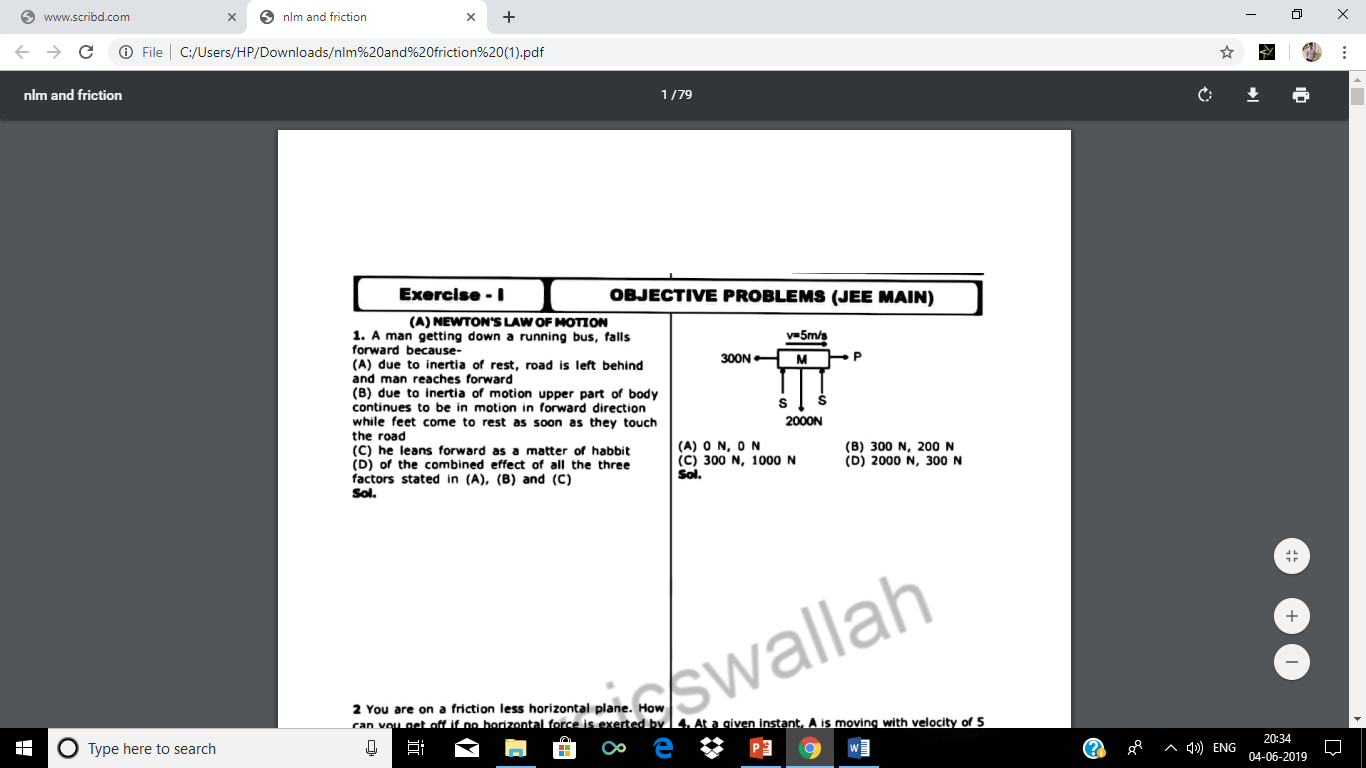 www.scribd.com
nlm and friction
File | C:/Users/HP/Downloads/nlm%20and%20friction%20(1).pdf
nlm and friction
1 / 79
Exercise - I
OBJECTIVE PROBLEMS (JEE MAIN)
(A) NEWTON'S LAW OF MOTION
1. A man getting down a running bus, falls
forward because-
(A) due to inertia of rest, road is left behind
and man reaches forward
(B) due to inertia of motion upper part of body
continues to be in motion in forward direction
while feet come to rest as soon as they touch
the road
(C) he leans forward as a matter of habbit
(D) of the combined effect of all the three
factors stated in (A), (B) and (C)
Sol.
2 You are on a friction less horizontal plane. How
can you get off if no horizontal force is exerted by
v=5m/s
300N
M
P
S
S
2000N
(A) 0 N, 0 N
(B) 300 N, 200 N
(C) 300 N, 1000 N
(D) 2000 N, 300 N
Sol.
4. At a given instant, A is moving with velocity of 5
sicswallah
Type here to search
ENG
20:34
04-06-2019